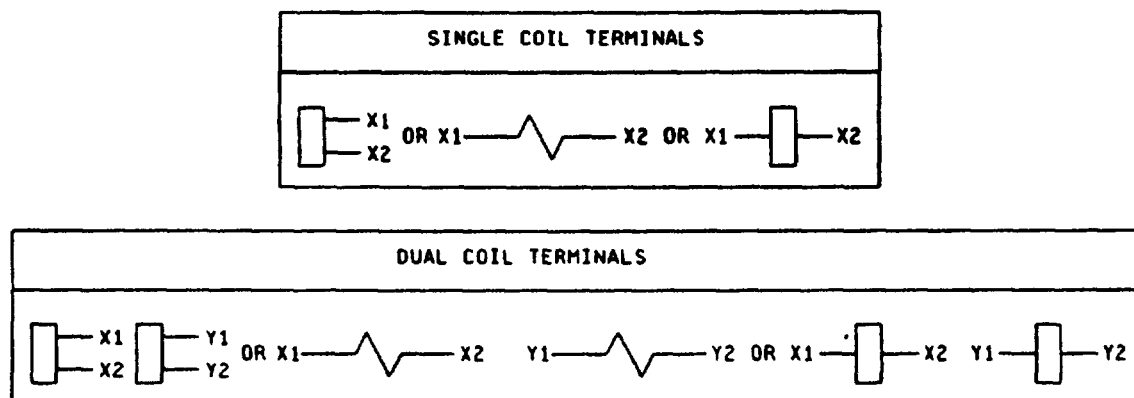 SINGLE COIL TERMINALS
X1 OR X1 X2 OR X1 X2
X2
DUAL COIL TERMINALS
X1 Y1 OR X1 X2 Y1 Y2 OR X1 X2 Y1 Y2
X2 Y2